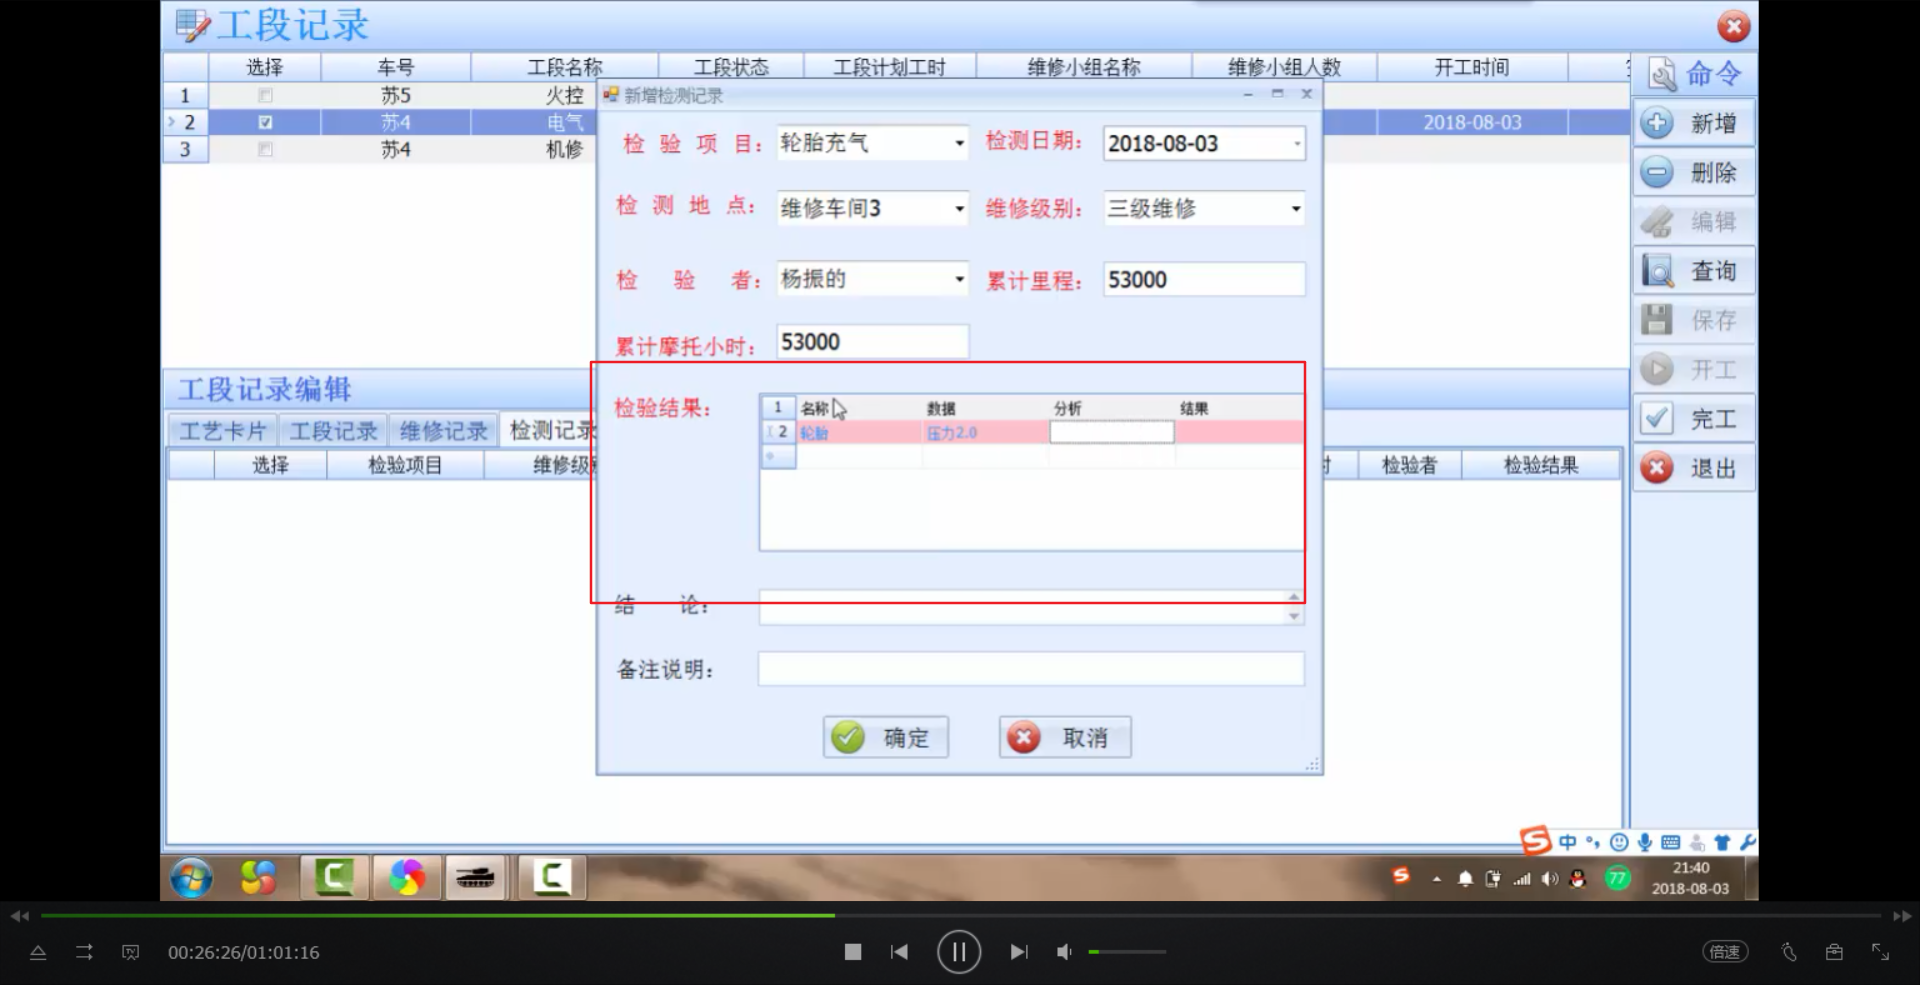 工段记录
选择 车号 工段名称 工段状态 工段计划工时 维修小组名称 维修小组人数 开工时间
命令
1 苏5 火控
2 苏4 电气 2018-08-03
3 苏4 机修
新增检测记录
检验项目： 轮胎充气 检测日期： 2018-08-03
检测地点： 维修车间3 维修级别： 三级维修
检验者： 杨振的 累计里程： 53000
累计摩托小时： 53000
检验结果：
1 名称 数据 分析 结果
2 轮胎 压力2.0
结论：
备注说明：
确定 取消
新增
删除
编辑
查询
保存
开工
完工
退出
工段记录编辑
工艺卡片 工段记录 维修记录 检测记录
选择 检验项目 维修级 检验者 检验结果
中
77
21:40
2018-08-03
00:26:26/01:01:16
倍速